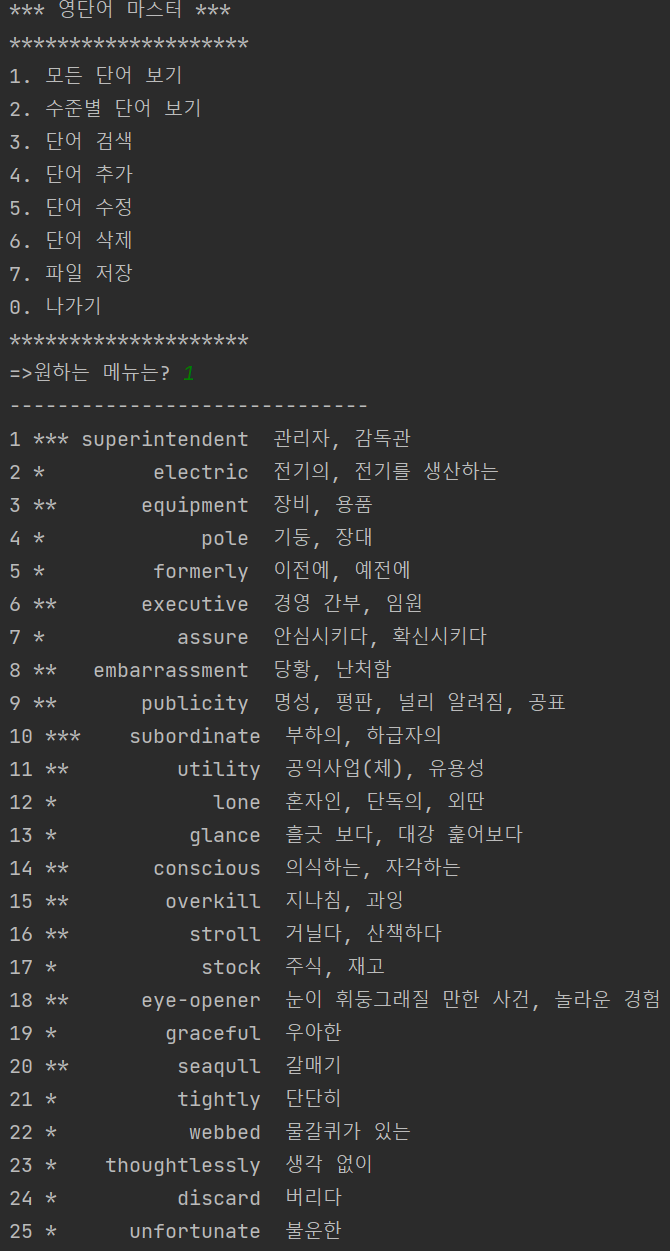 *** 영단어 마스터 ***
********************
1. 모든 단어 보기
2. 수준별 단어 보기
3. 단어 검색
4. 단어 추가
5. 단어 수정
6. 단어 삭제
7. 파일 저장
0. 나가기
********************
=>원하는 메뉴는? 1
------------------------------
1 *** superintendent  관리자, 감독관
2 *         electric  전기의, 전기를 생산하는
3 **       equipment  장비, 용품
4 *             pole  기둥, 장대
5 *         formerly  이전에, 예전에
6 **       executive  경영 간부, 임원
7 *           assure  안심시키다, 확신시키다
8 **   embarrassment  당황, 난처함
9 **       publicity  명성, 평판, 널리 알려짐, 공표
10 ***    subordinate  부하의, 하급자의
11 **         utility  공익사업(체), 유용성
12 *             lone  혼자인, 단독의, 외딴
13 *           glance  흘긋 보다, 대강 훑어보다
14 **       conscious  의식하는, 자각하는
15 **        overkill  지나침, 과잉
16 **          stroll  거닐다, 산책하다
17 *            stock  주식, 재고
18 **      eye-opener  눈이 휘둥그래질 만한 사건, 놀라운 경험
19 *         graceful  우아한
20 **         seaqull  갈매기
21 *          tightly  단단히
22 *           webbed  물갈퀴가 있는
23 *    thoughtlessly  생각 없이
24 *          discard  버리다
25 *      unfortunate  불운한